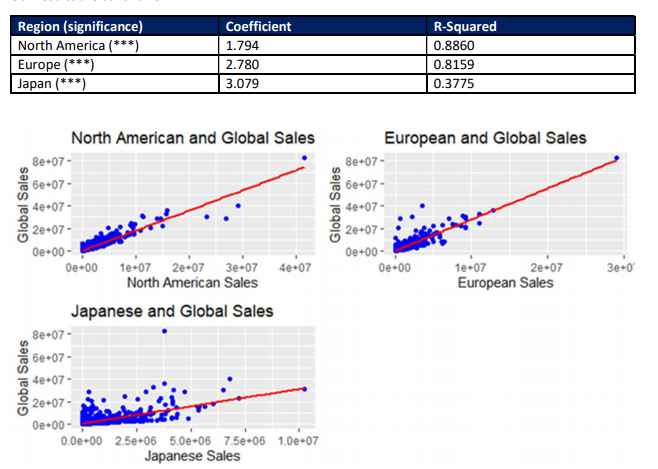 Region (significance) Coefficient R-Squared
North America (***) 1.794 0.8860
Europe (***) 2.780 0.8159
Japan (***) 3.079 0.3775
North American and Global Sales
Global Sales
8e+07
6e+07
4e+07
2e+07
0e+00
0e+00 1e+07 2e+07 3e+07 4e+07
North American Sales
European and Global Sales
Global Sales
8e+07
6e+07
4e+07
2e+07
0e+00
0e+00 1e+07 2e+07 3e+0
European Sales
Japanese and Global Sales
Global Sales
8e+07
6e+07
4e+07
2e+07
0e+00
0.0e+00 2.5e+06 5.0e+06 7.5e+06 1.0e+07
Japanese Sales